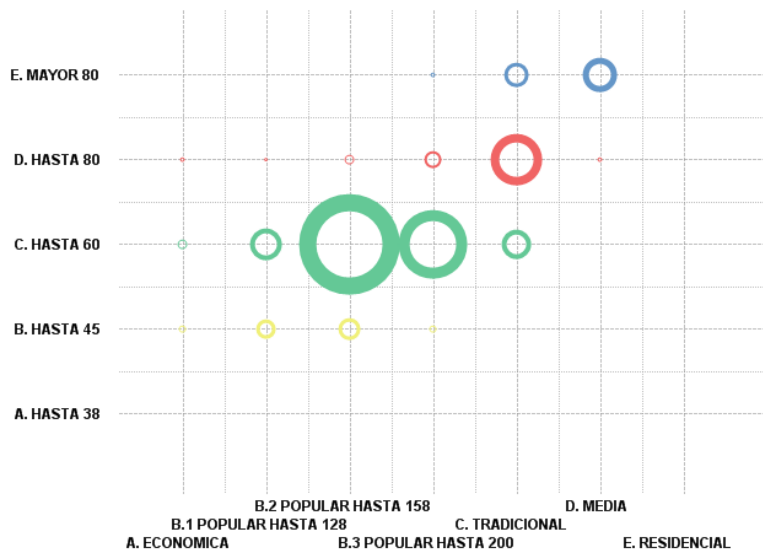 E. MAYOR 80
D. HASTA 80
C. HASTA 60
B. HASTA 45
A. HASTA 38
B.2 POPULAR HASTA 158
D. MEDIA
B.1 POPULAR HASTA 128
C. TRADICIONAL
A. ECONOMICA
B.3 POPULAR HASTA 200
E. RESIDENCIAL